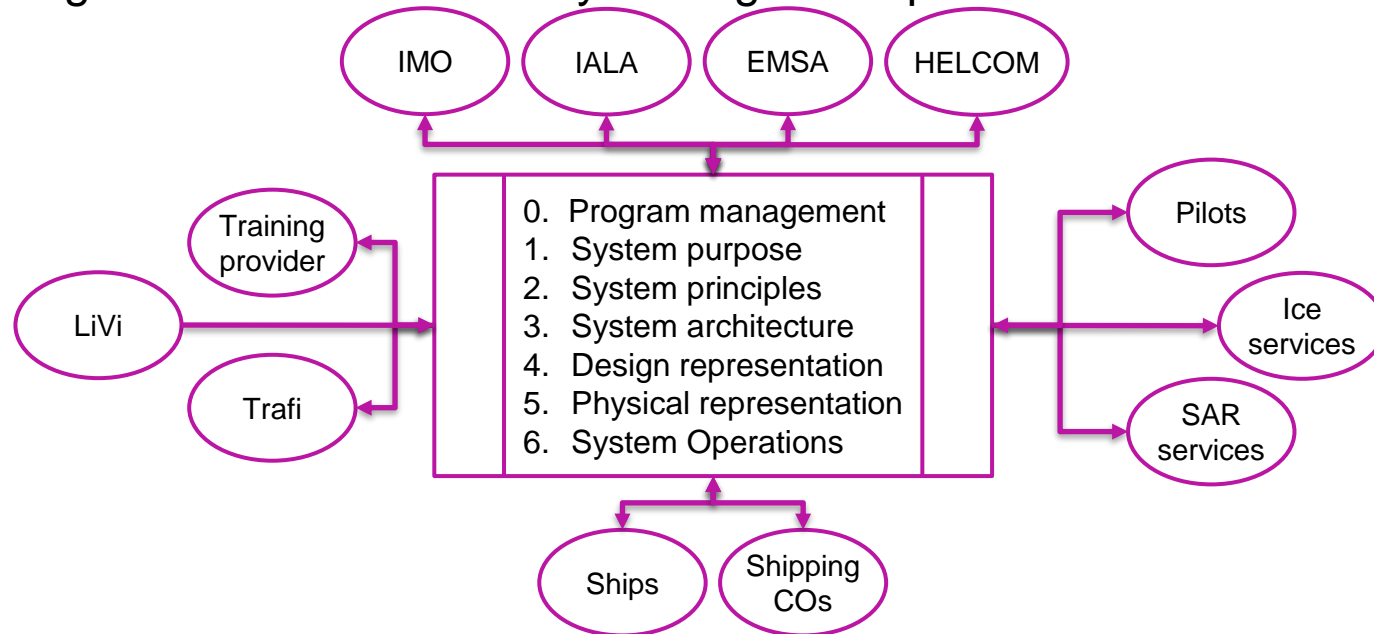 IMO
IALA
EMSA
HELCOM
Training
provider
LiVi
Trafi
0. Program management
1. System purpose
2. System principles
3. System architecture
4. Design representation
5. Physical representation
6. System Operations
Pilots
Ice
services
SAR
services
Ships
Shipping
COs